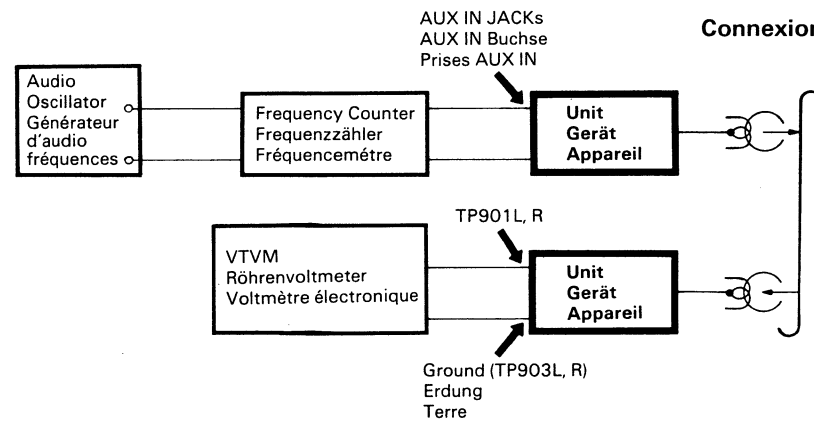 AUX IN JACKs
AUX IN Buchse
Prises AUX IN
Connexion
Audio
Oscillator
Générateur
d'audio
fréquences
Frequency Counter
Frequenzzähler
Fréquencemétre
Unit
Gerät
Appareil
TP901L, R
VTVM
Röhrenvoltmeter
Voltmètre électronique
Unit
Gerät
Appareil
Ground (TP903L, R)
Erdung
Terre